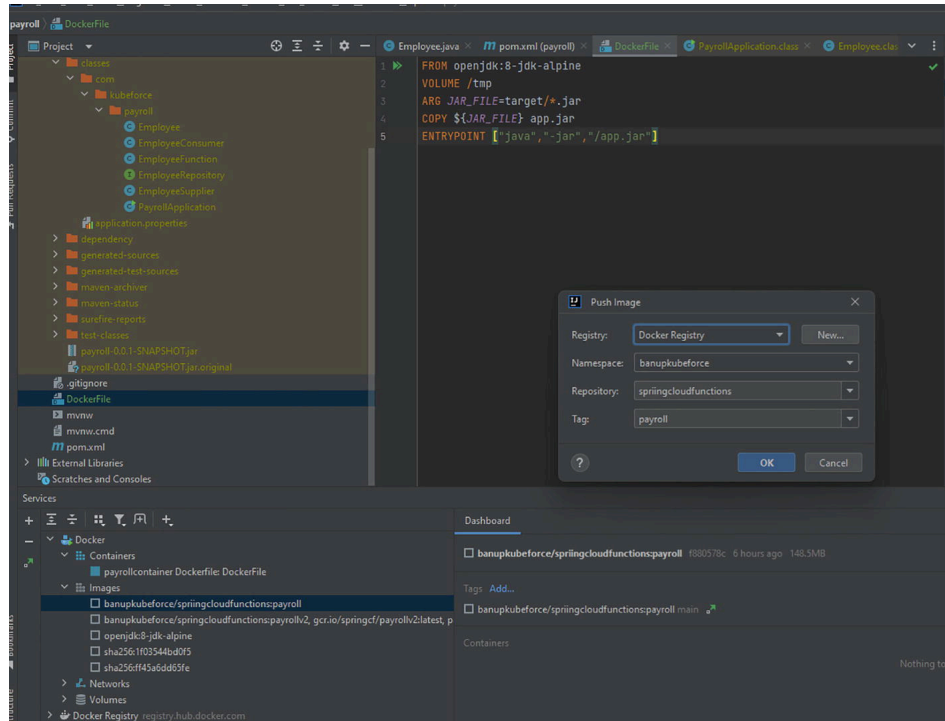 payroll DockerFile
Project
Employee.java
pom.xml (payroll)
DockerFile
PayrollApplication.class
Employee.clas
classes
com
kubeforce
payroll
Employee
EmployeeConsumer
EmployeeFunction
EmployeeRepository
EmployeeSupplier
PayrollApplication
application.properties
dependency
generated-sources
generated-test-sources
maven-archiver
maven-status
surefire-reports
test-classes
payroll-0.0.1-SNAPSHOT.jar
payroll-0.0.1-SNAPSHOT.jar.original
.gitignore
DockerFile
mvnw
mvnw.cmd
pom.xml
External Libraries
Scratches and Consoles
1 FROM openjdk:8-jdk-alpine
2 VOLUME /tmp
3 ARG JAR_FILE=target/*.jar
4 COPY ${JAR_FILE} app.jar
5 ENTRYPOINT ["java","-jar","/app.jar"]
Push Image
Registry: Docker Registry New...
Namespace: banupkubeforce
Repository: spriingcloudfunctions
Tag: payroll
? OK Cancel
Services
Docker
Containers
payrollcontainer Dockerfile: DockerFile
Images
banupkubeforce/spriingcloudfunctions:payroll
banupkubeforce/springcloudfunctions:payrollv2, gcr.io/springcf/payrollv2:latest, p
openjdk:8-jdk-alpine
sha256:1f03544bd0f5
sha256:ff45a6dd65fe
Networks
Volumes
Docker Registry registry.hub.docker.com
Dashboard
banupkubeforce/spriingcloudfunctions:payroll f880578c 6 hours ago 148.5MB
Tags Add...
banupkubeforce/spriingcloudfunctions:payroll main
Containers
Nothing to